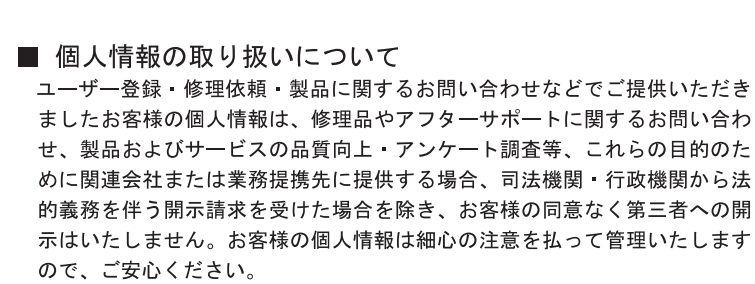 ■ 個人情報の取り扱いについて
ユーザー登録・修理依頼・製品に関するお問い合わせなどでご提供いただき
ましたお客様の個人情報は、修理品やアフターサポートに関するお問い合わ
せ、製品およびサービスの品質向上・アンケート調査等、これらの目的のた
めに関連会社または業務提携先に提供する場合、司法機関・行政機関から法
的義務を伴う開示請求を受けた場合を除き、お客様の同意なく第三者への開
示はいたしません。お客様の個人情報は細心の注意を払って管理いたします
ので、ご安心ください。